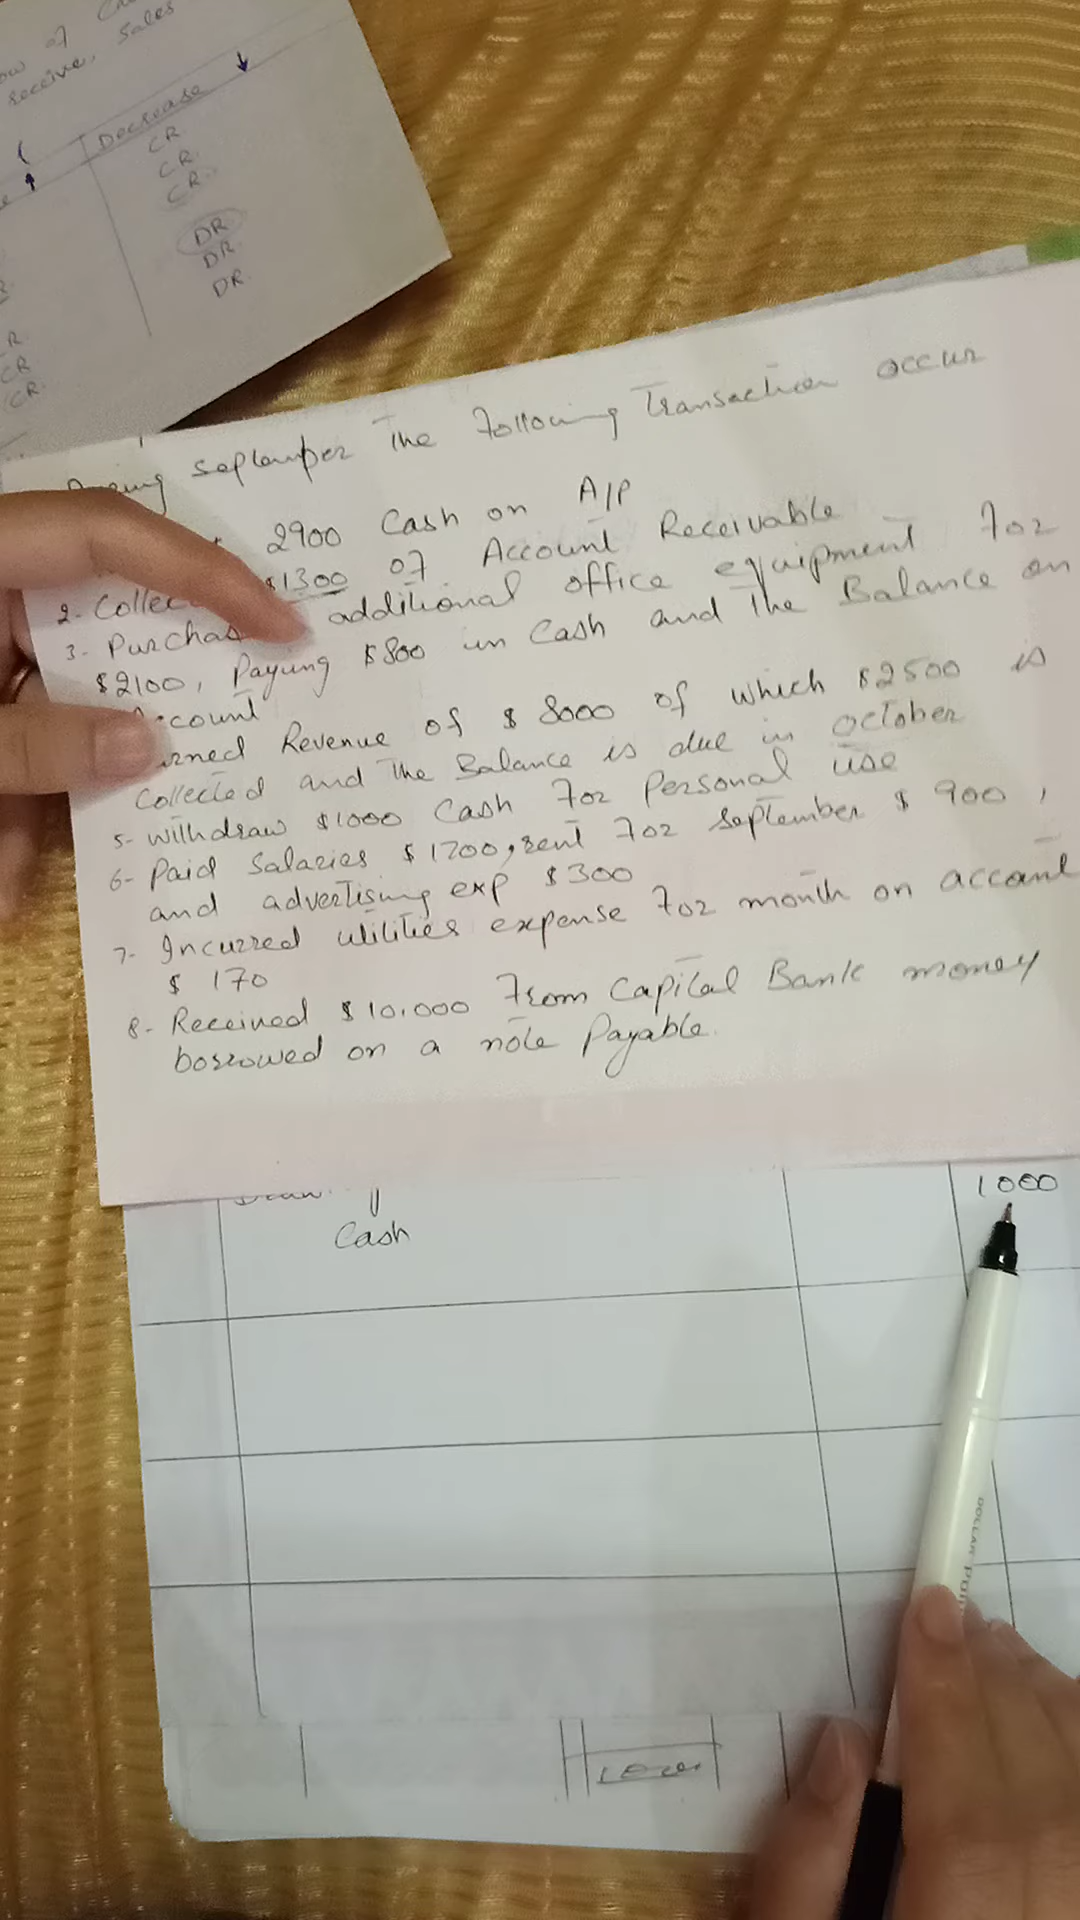 receive, Sales
Decrease
CR
CR.
CR.
DR
DR
DR.
R
CR
CR.
September The Following Transaction occur
2900 Cash on A/P
2- Collec $1300 of Account Receivable
3- Purchas additional office equipment For
$2100, Paying $800 in Cash and The Balance on
ccount
rned Revenue of $ 8000 of which $2500 is
Collected and The Balance is due in October
5- withdraw $1000 Cash For Personal use
6- Paid Salaries $ 1700, rent For September $ 900,
and advertising exp $300
7- Incurred utilities expense For month on accant
$ 170
8- Received $10.000 From Capital Bank money
borrowed on a note Payable.
1000
Cash
DOLLAR